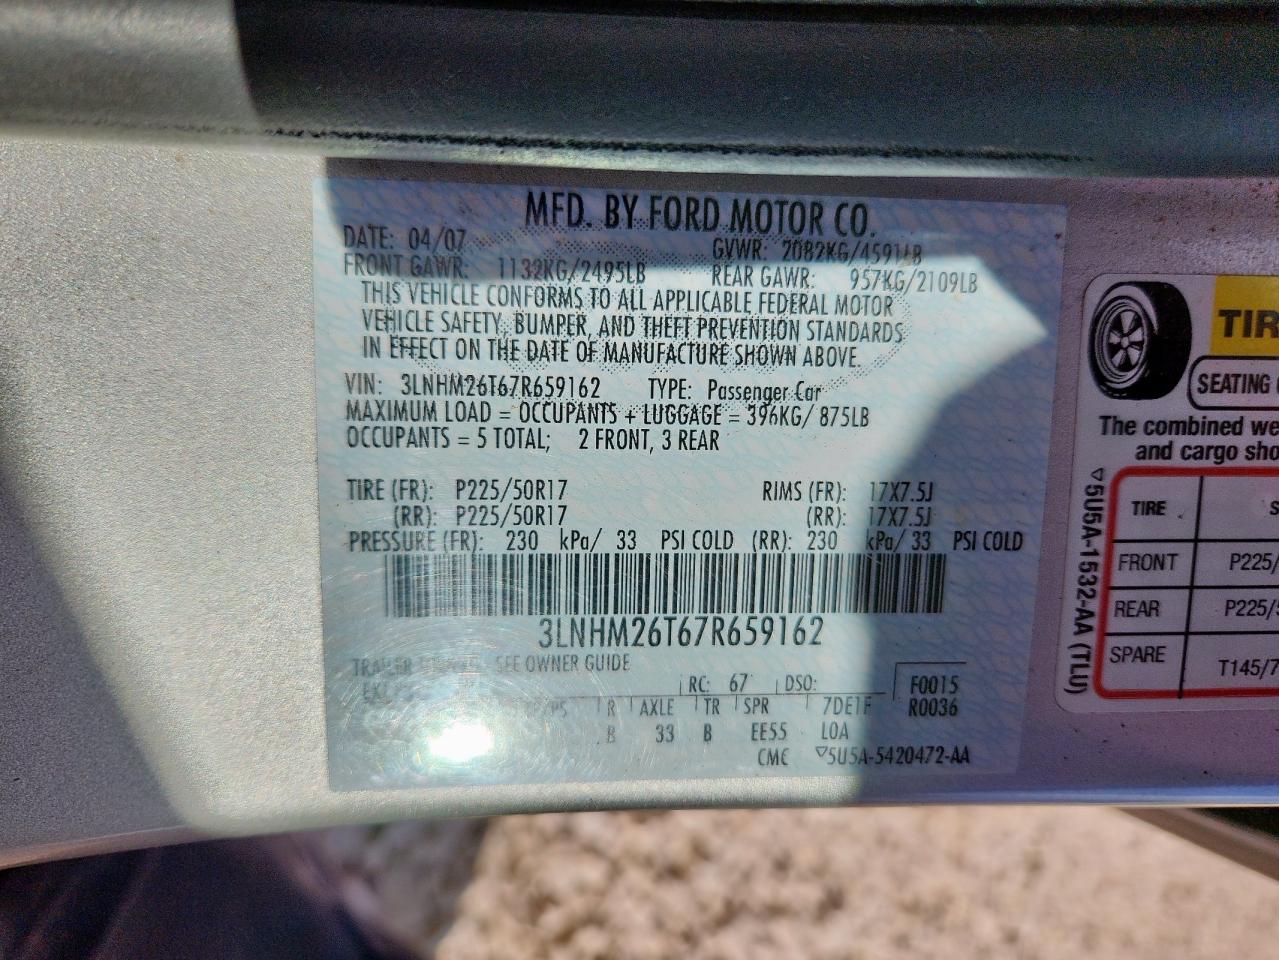 MFD. BY FORD MOTOR CO.
DATE: 04/07 GVWR: 2082KG/4591LB
FRONT GAWR: 1132KG/2495LB REAR GAWR: 957KG/2109LB
THIS VEHICLE CONFORMS TO ALL APPLICABLE FEDERAL MOTOR
VEHICLE SAFETY, BUMPER, AND THEFT PREVENTION STANDARDS
IN EFFECT ON THE DATE OF MANUFACTURE SHOWN ABOVE.
VIN: 3LNHM26T67R659162 TYPE: Passenger Car
MAXIMUM LOAD = OCCUPANTS + LUGGAGE = 396KG/ 875LB
OCCUPANTS = 5 TOTAL; 2 FRONT, 3 REAR
TIRE (FR): P225/50R17 RIMS (FR): 17X7.5J
(RR): P225/50R17 (RR): 17X7.5J
PRESSURE (FR): 230 kPa/ 33 PSI COLD (RR): 230 kPa/ 33 PSI COLD
3LNHM26T67R659162
TRAILER SEE OWNER GUIDE
RC: 67 DSO: F0015
R AXLE TR SPR 7DE1F R0036
B 33 B EE55 LOA
CMC ▽5U5A-5420472-AA
TIR
SEATING
The combined we
and cargo sho
TIRE S
FRONT P225/
REAR P225/
SPARE T145/7
▽5U5A-1532-AA (TLU)